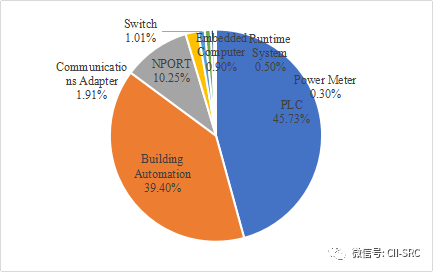 Switch
1.01%
Embedded
Computer
0.90%
Runtime
System
0.50%
Communicatio
ns Adapter
1.91%
NPORT
10.25%
Power Meter
0.30%
PLC
45.73%
Building
Automation
39.40%
微信号: CII-SRC